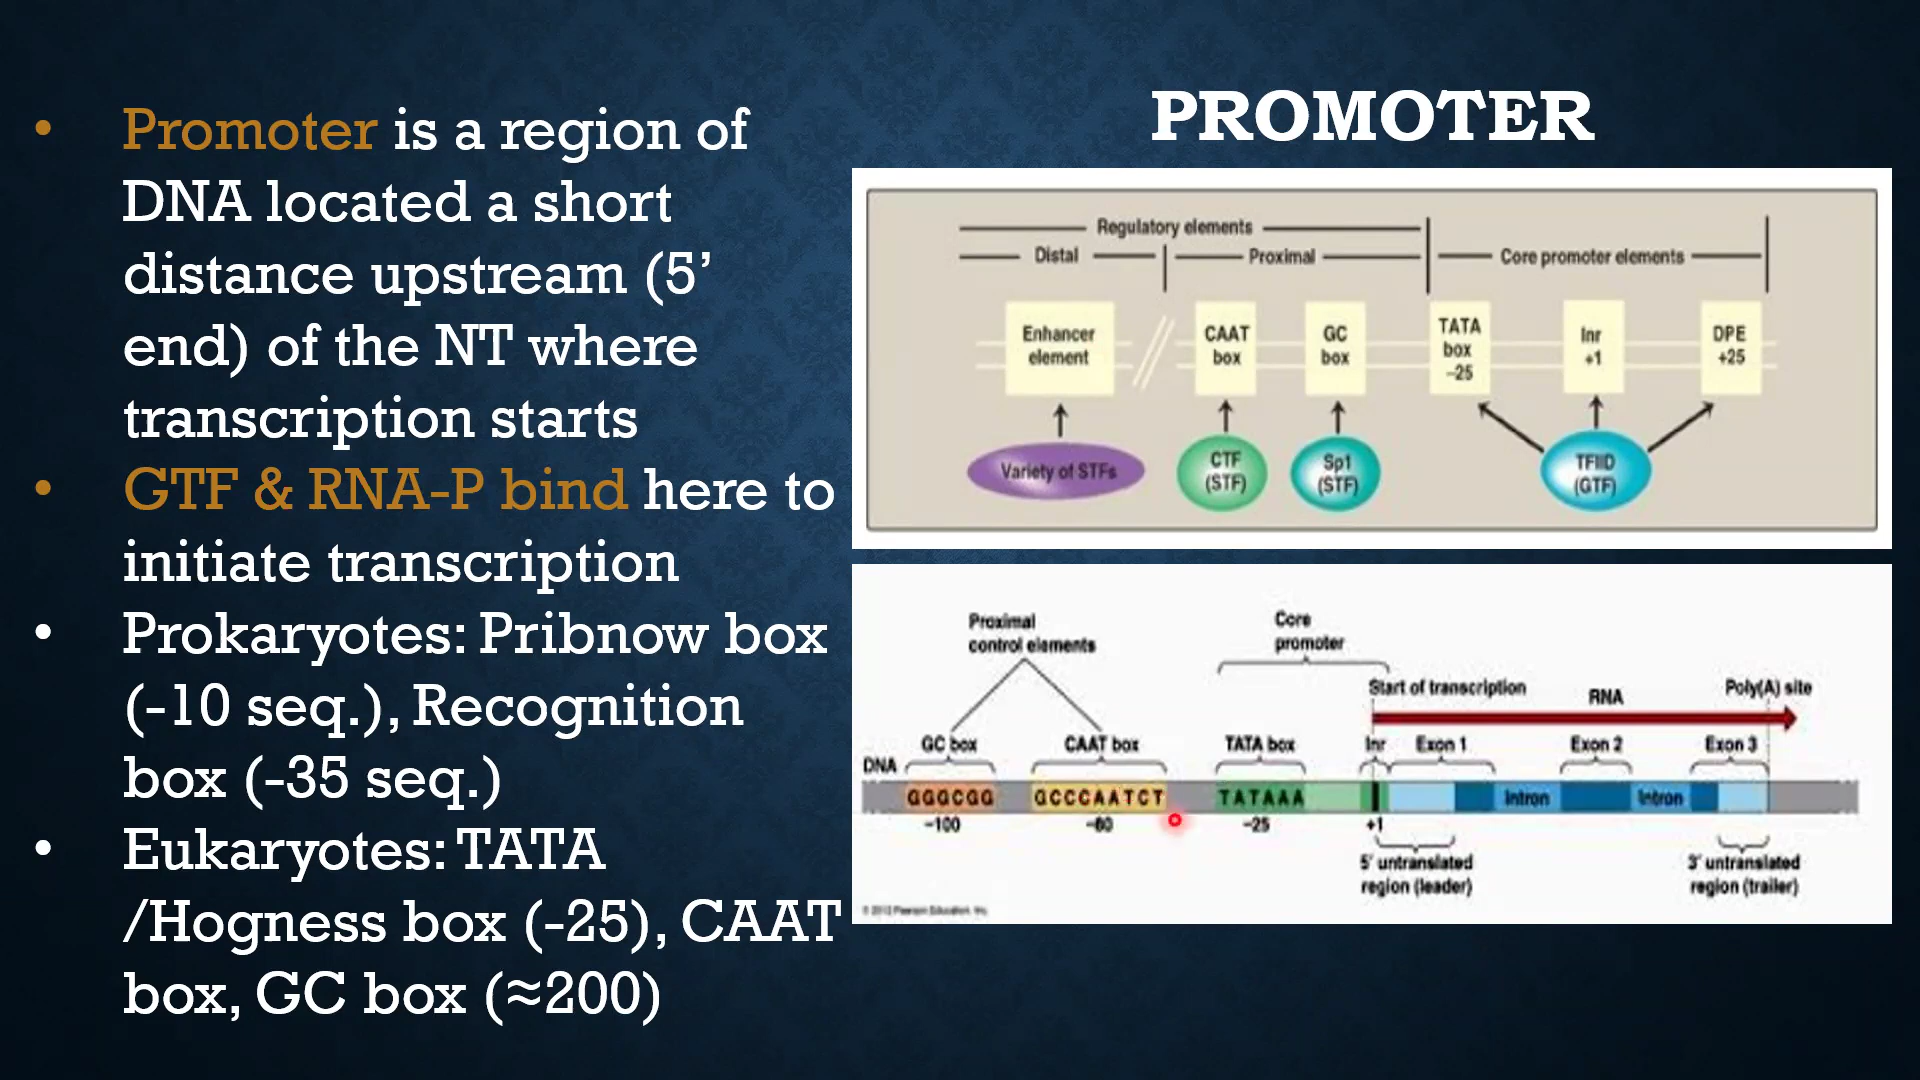 PROMOTER
• Promoter is a region of
DNA located a short
distance upstream (5’
end) of the NT where
transcription starts
• GTF & RNA-P bind here to
initiate transcription
• Prokaryotes: Pribnow box
(-10 seq.), Recognition
box (-35 seq.)
• Eukaryotes: TATA
/Hogness box (-25), CAAT
box, GC box (≈200)
Regulatory elements
Distal Proximal Core promoter elements
Enhancer
element
CAAT
box
GC
box
TATA
box
–25
Inr
+1
DPE
+25
Variety of STFs
CTF
(STF)
Sp1
(STF)
TFIID
(GTF)
Proximal
control elements
Core
promoter
Start of transcription
RNA
Poly(A) site
GC box CAAT box TATA box Inr Exon 1 Exon 2 Exon 3
DNA
GGGCGG GCCCAATCT TATAAA Intron Intron
–100 –80 –25 +1
5' untranslated
region (leader)
3' untranslated
region (trailer)
© 2012 Pearson Education, Inc.